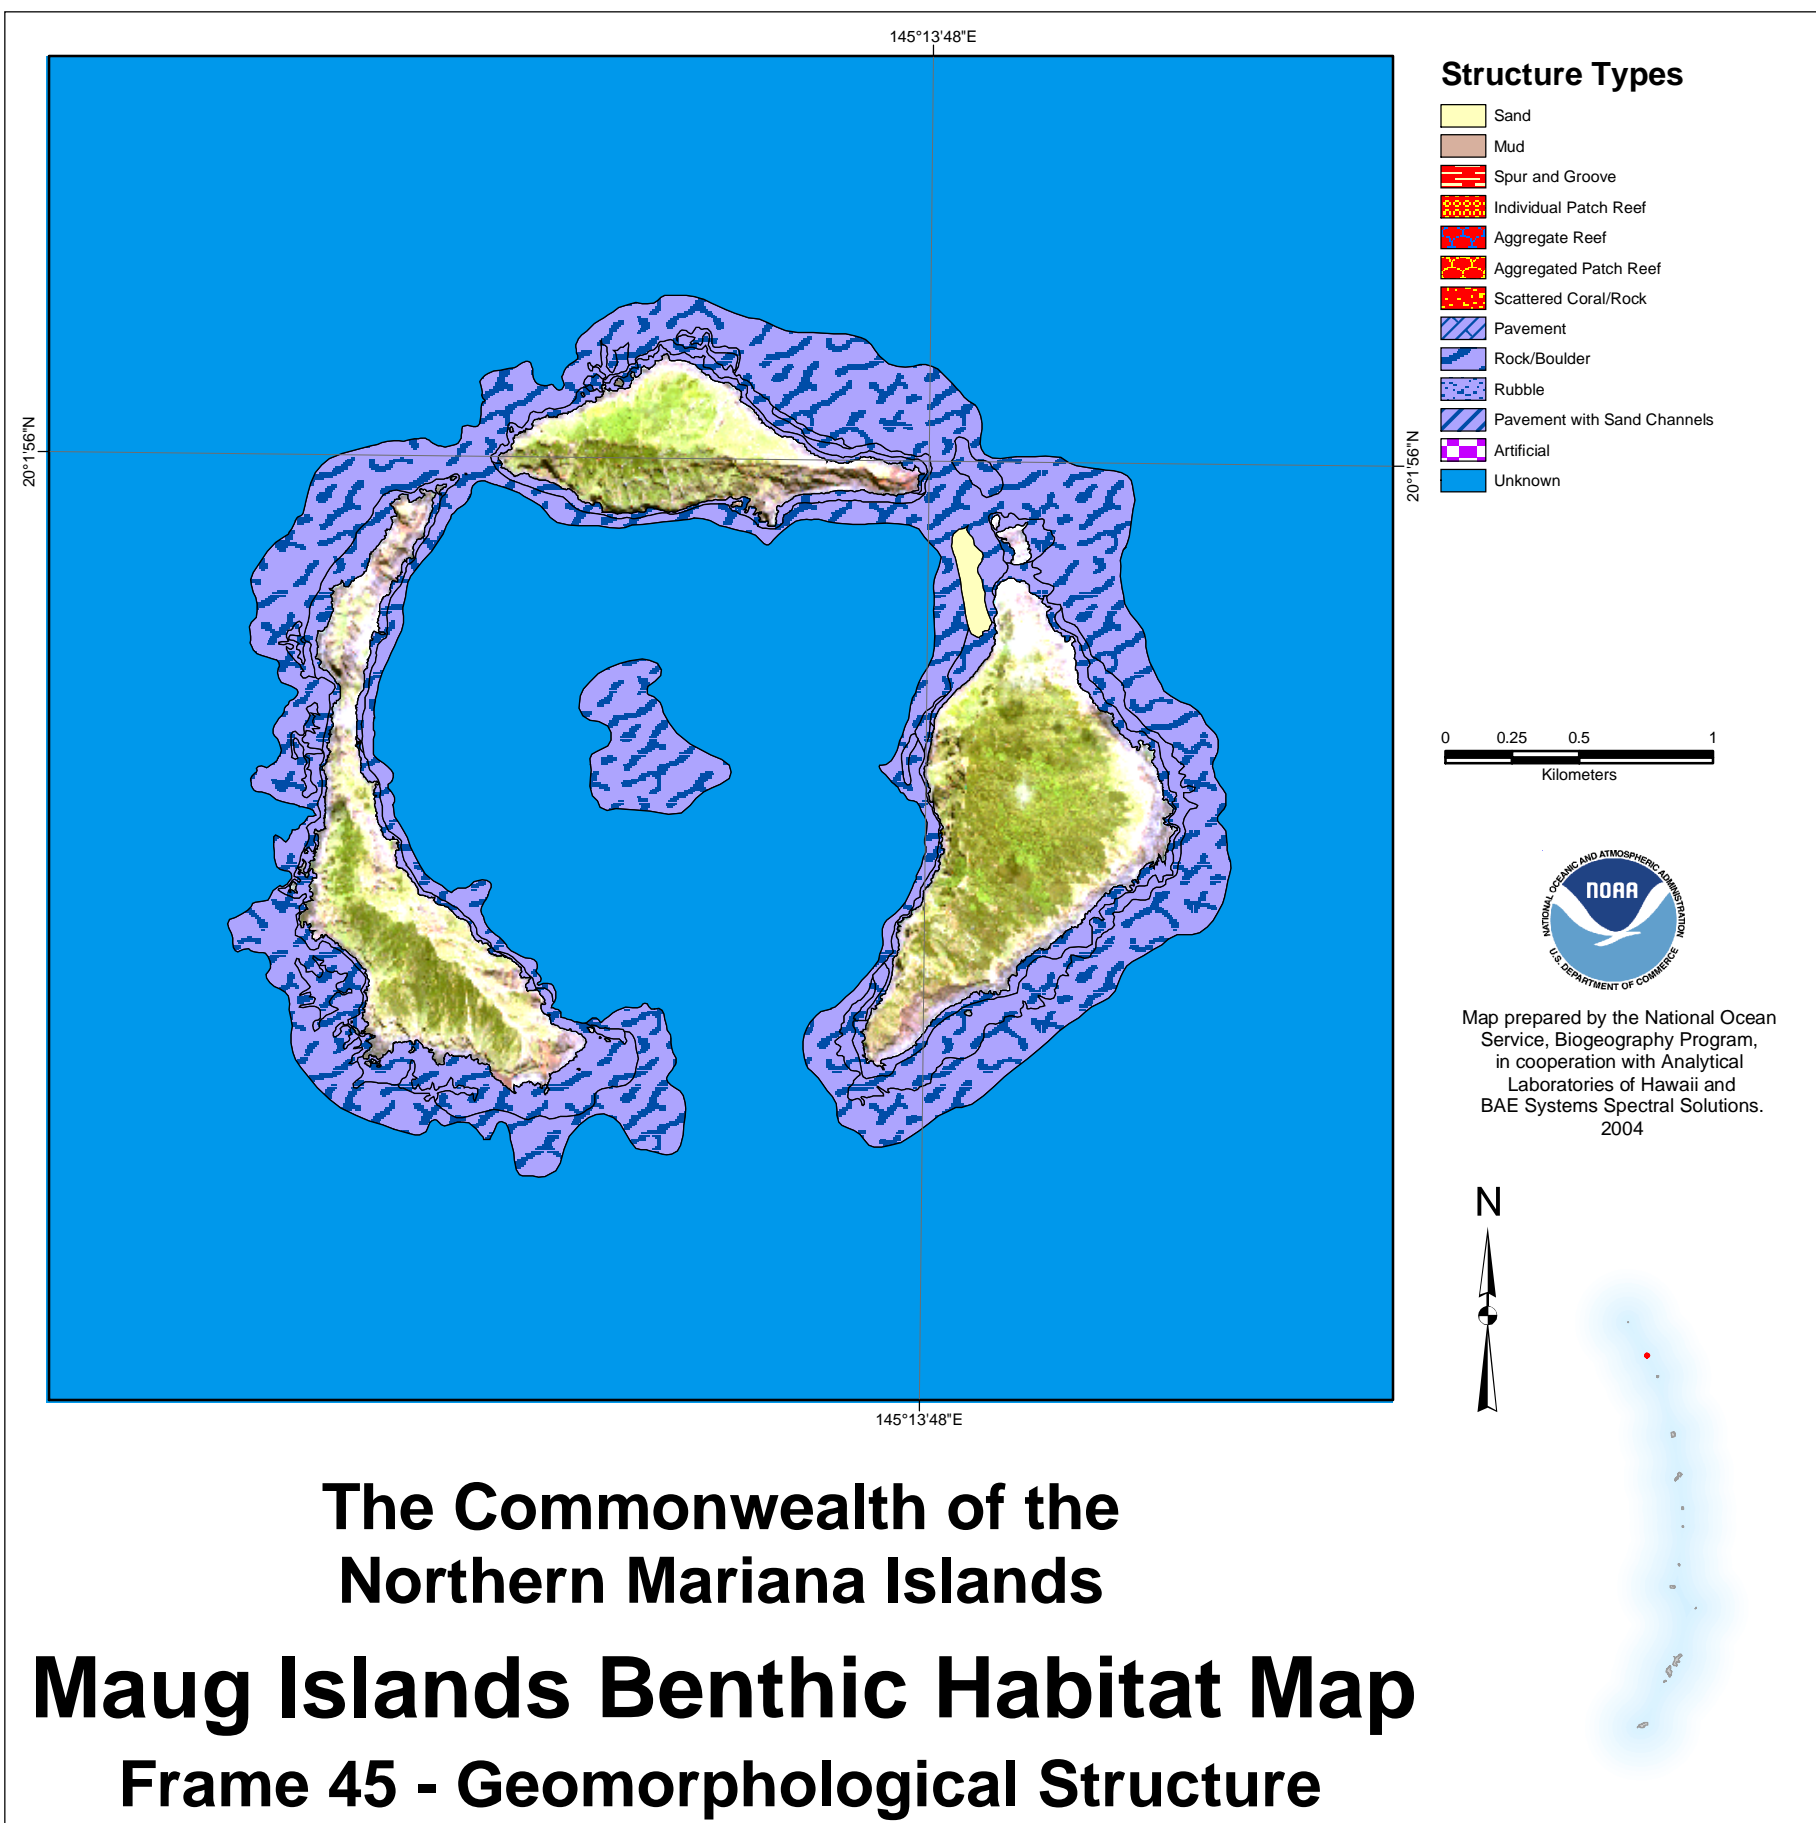 145°13'48"E
20°1'56"N
20°1'56"N
145°13'48"E
Structure Types
Sand
Mud
Spur and Groove
Individual Patch Reef
Aggregate Reef
Aggregated Patch Reef
Scattered Coral/Rock
Pavement
Rock/Boulder
Rubble
Pavement with Sand Channels
Artificial
Unknown
0 0.25 0.5 1
Kilometers
NATIONAL OCEANIC AND ATMOSPHERIC ADMINISTRATION
NOAA
U.S. DEPARTMENT OF COMMERCE
Map prepared by the National Ocean
Service, Biogeography Program,
in cooperation with Analytical
Laboratories of Hawaii and
BAE Systems Spectral Solutions.
2004
N
The Commonwealth of the
Northern Mariana Islands
Maug Islands Benthic Habitat Map
Frame 45 - Geomorphological Structure